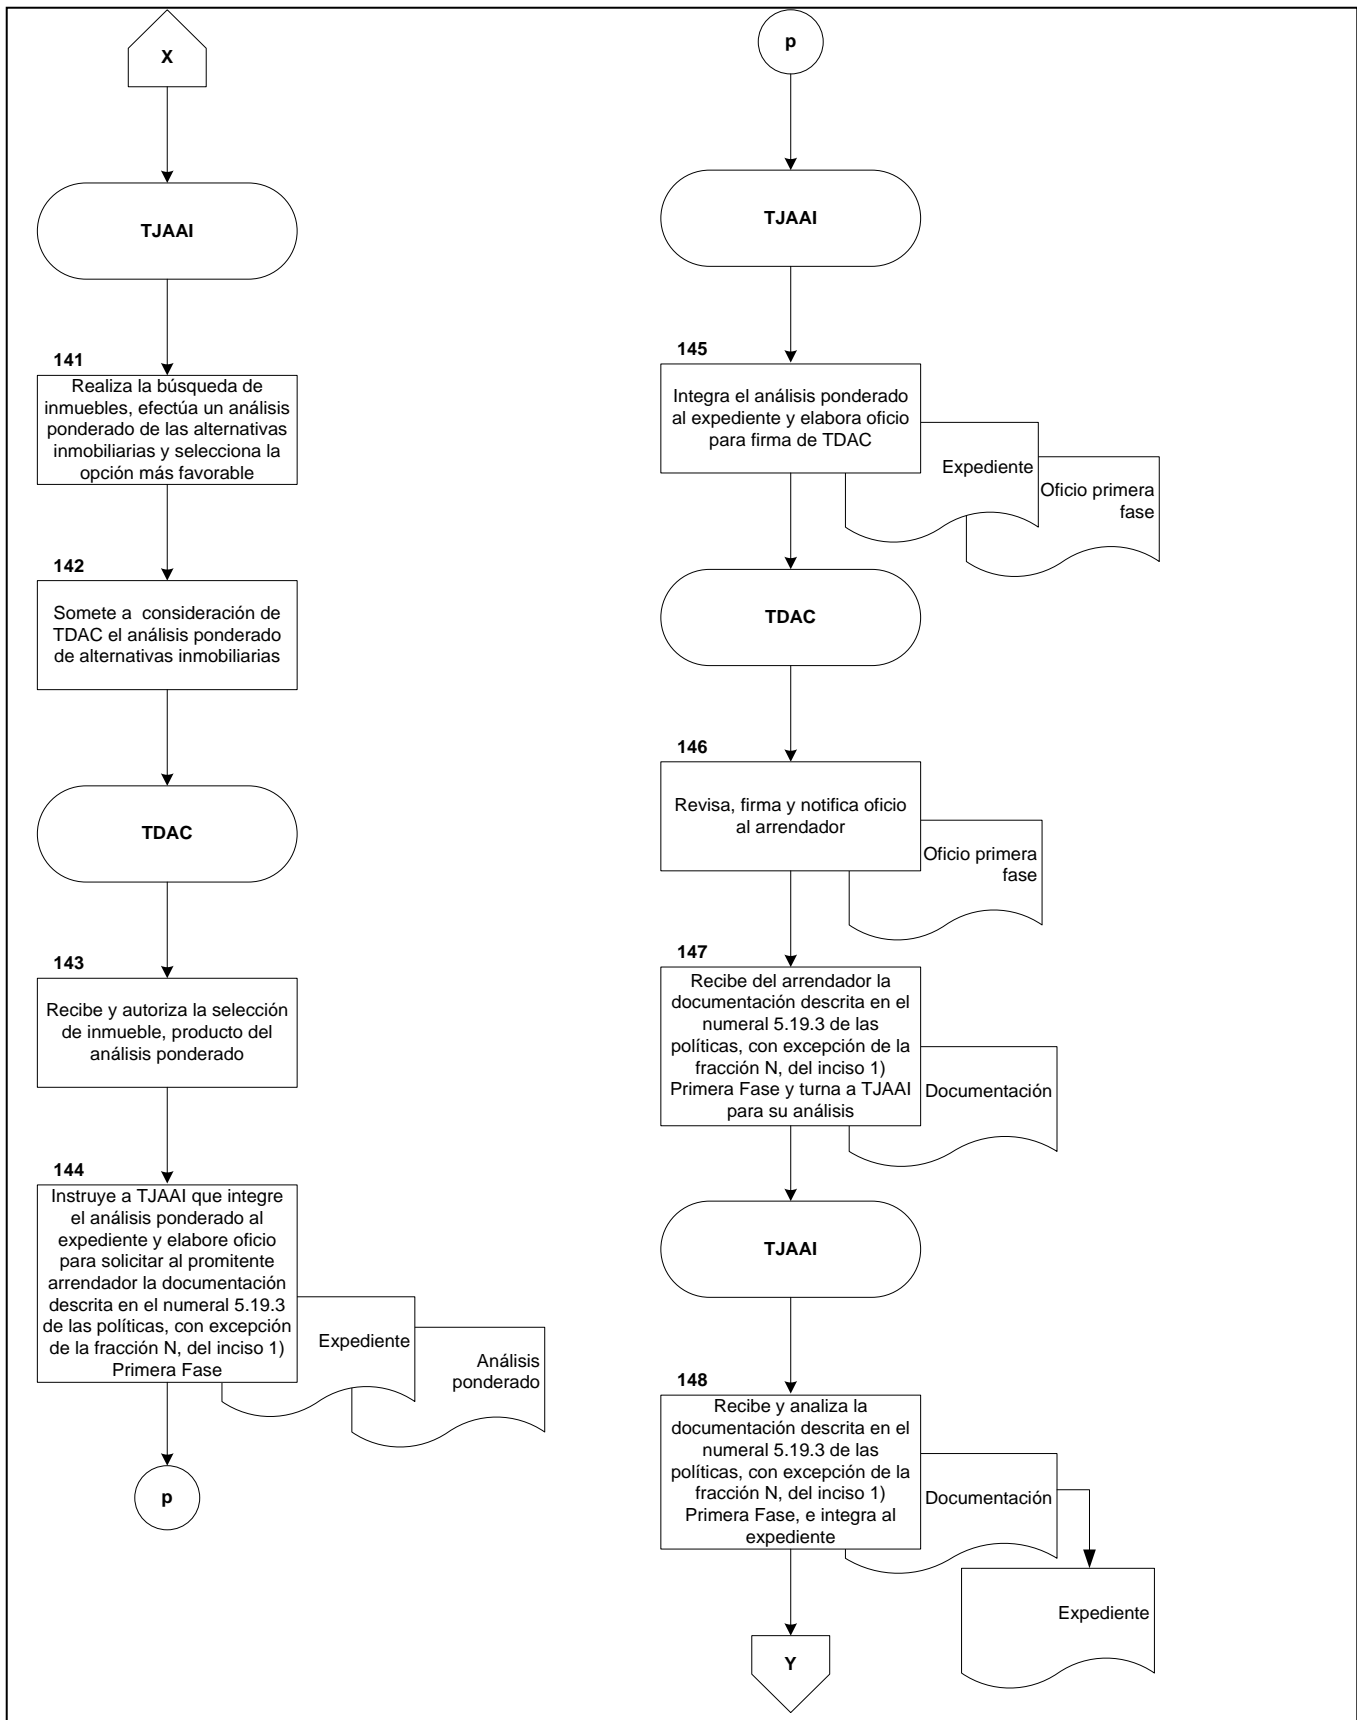 X
TJAAI
141
Realiza la búsqueda de
inmuebles, efectúa un análisis
ponderado de las alternativas
inmobiliarias y selecciona la
opción más favorable
142
Somete a consideración de
TDAC el análisis ponderado
de alternativas inmobiliarias
TDAC
143
Recibe y autoriza la selección
de inmueble, producto del
análisis ponderado
144
Instruye a TJAAI que integre
el análisis ponderado al
expediente y elabore oficio
para solicitar al promitente
arrendador la documentación
descrita en el numeral 5.19.3
de las políticas, con excepción
de la fracción N, del inciso 1)
Primera Fase
Expediente
Análisis
ponderado
p
p
TJAAI
145
Integra el análisis ponderado
al expediente y elabora oficio
para firma de TDAC
Expediente
Oficio primera
fase
TDAC
146
Revisa, firma y notifica oficio
al arrendador
Oficio primera
fase
147
Recibe del arrendador la
documentación descrita en el
numeral 5.19.3 de las
políticas, con excepción de la
fracción N, del inciso 1)
Primera Fase y turna a TJAAI
para su análisis
Documentación
TJAAI
148
Recibe y analiza la
documentación descrita en el
numeral 5.19.3 de las
políticas, con excepción de la
fracción N, del inciso 1)
Primera Fase, e integra al
expediente
Documentación
Expediente
Y